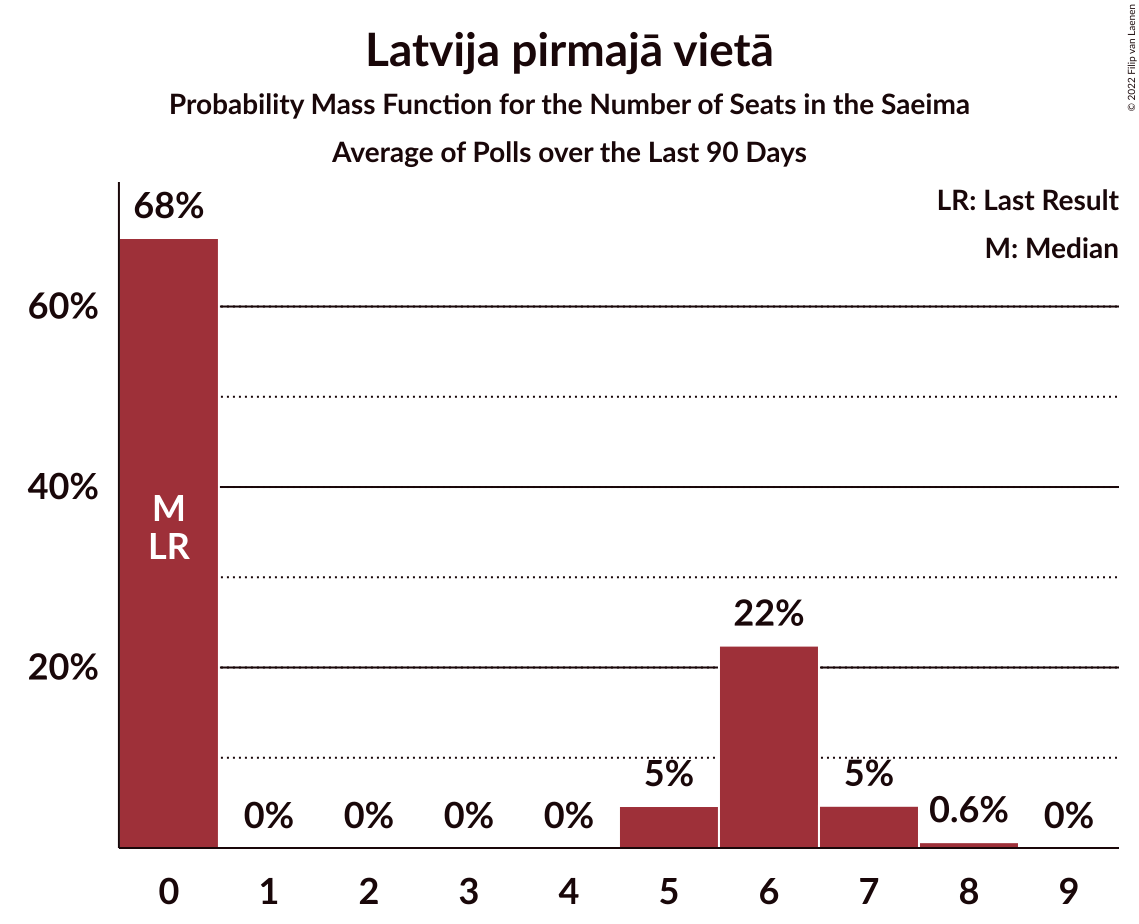 Latvija pirmajā vietā
Probability Mass Function for the Number of Seats in the Saeima
Average of Polls over the Last 90 Days
© 2022 Filip van Laenen
LR: Last Result
M: Median
68%
60%
40%
M
LR
22%
20%
5%
5%
0%
0%
0%
0%
0.6%
0%
0
1
2
3
4
5
6
7
8
9